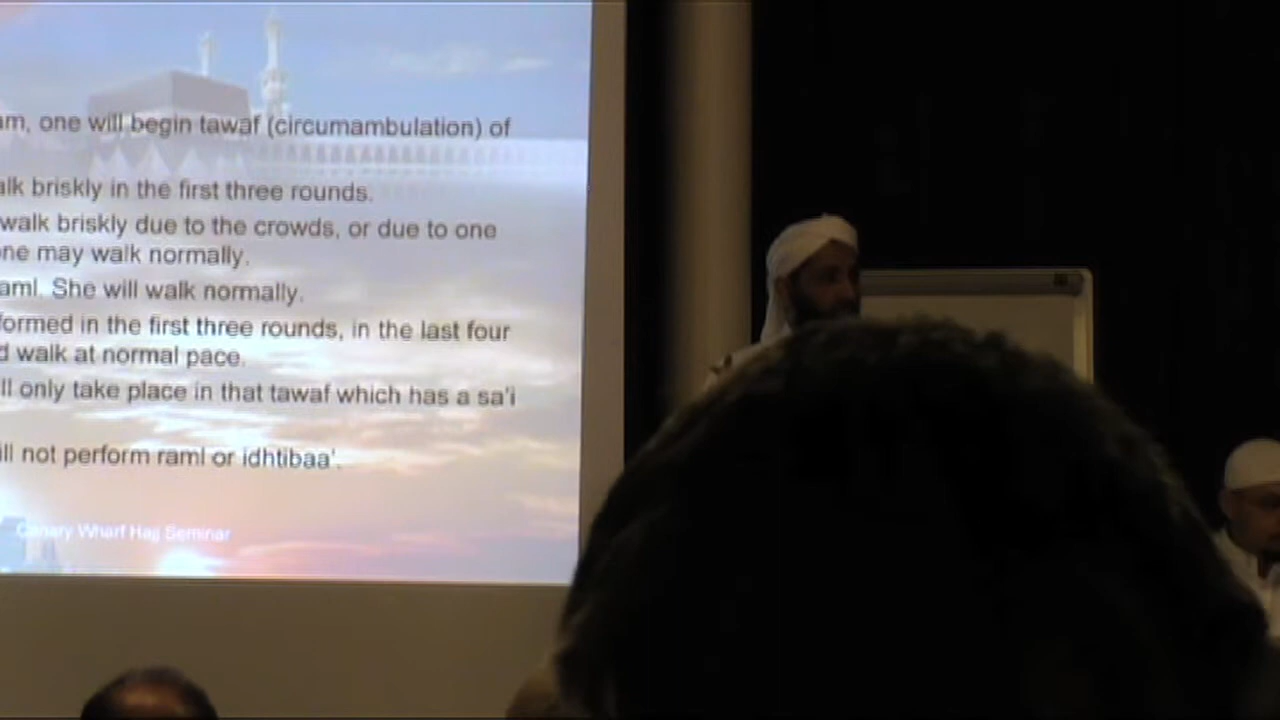 am, one will begin tawaf (circumambulation) of
alk briskly in the first three rounds.
walk briskly due to the crowds, or due to one
one may walk normally.
aml. She will walk normally.
formed in the first three rounds, in the last four
d walk at normal pace.
ll only take place in that tawaf which has a sa'i
ill not perform raml or idhtibaa'.
Canary Wharf Hajj Seminar